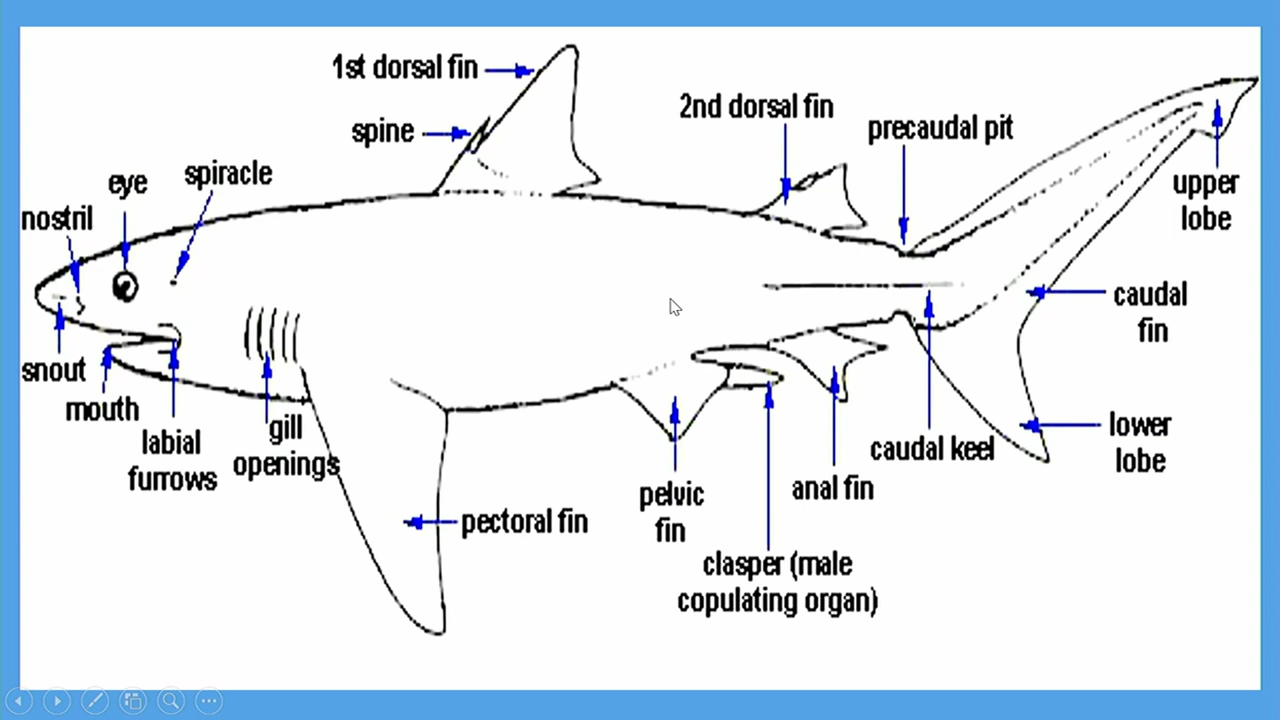 1st dorsal fin
spine
2nd dorsal fin
precaudal pit
eye
spiracle
nostril
upper
lobe
caudal
fin
snout
mouth
labial
furrows
gill
openings
pectoral fin
pelvic
fin
clasper (male
copulating organ)
anal fin
caudal keel
lower
lobe